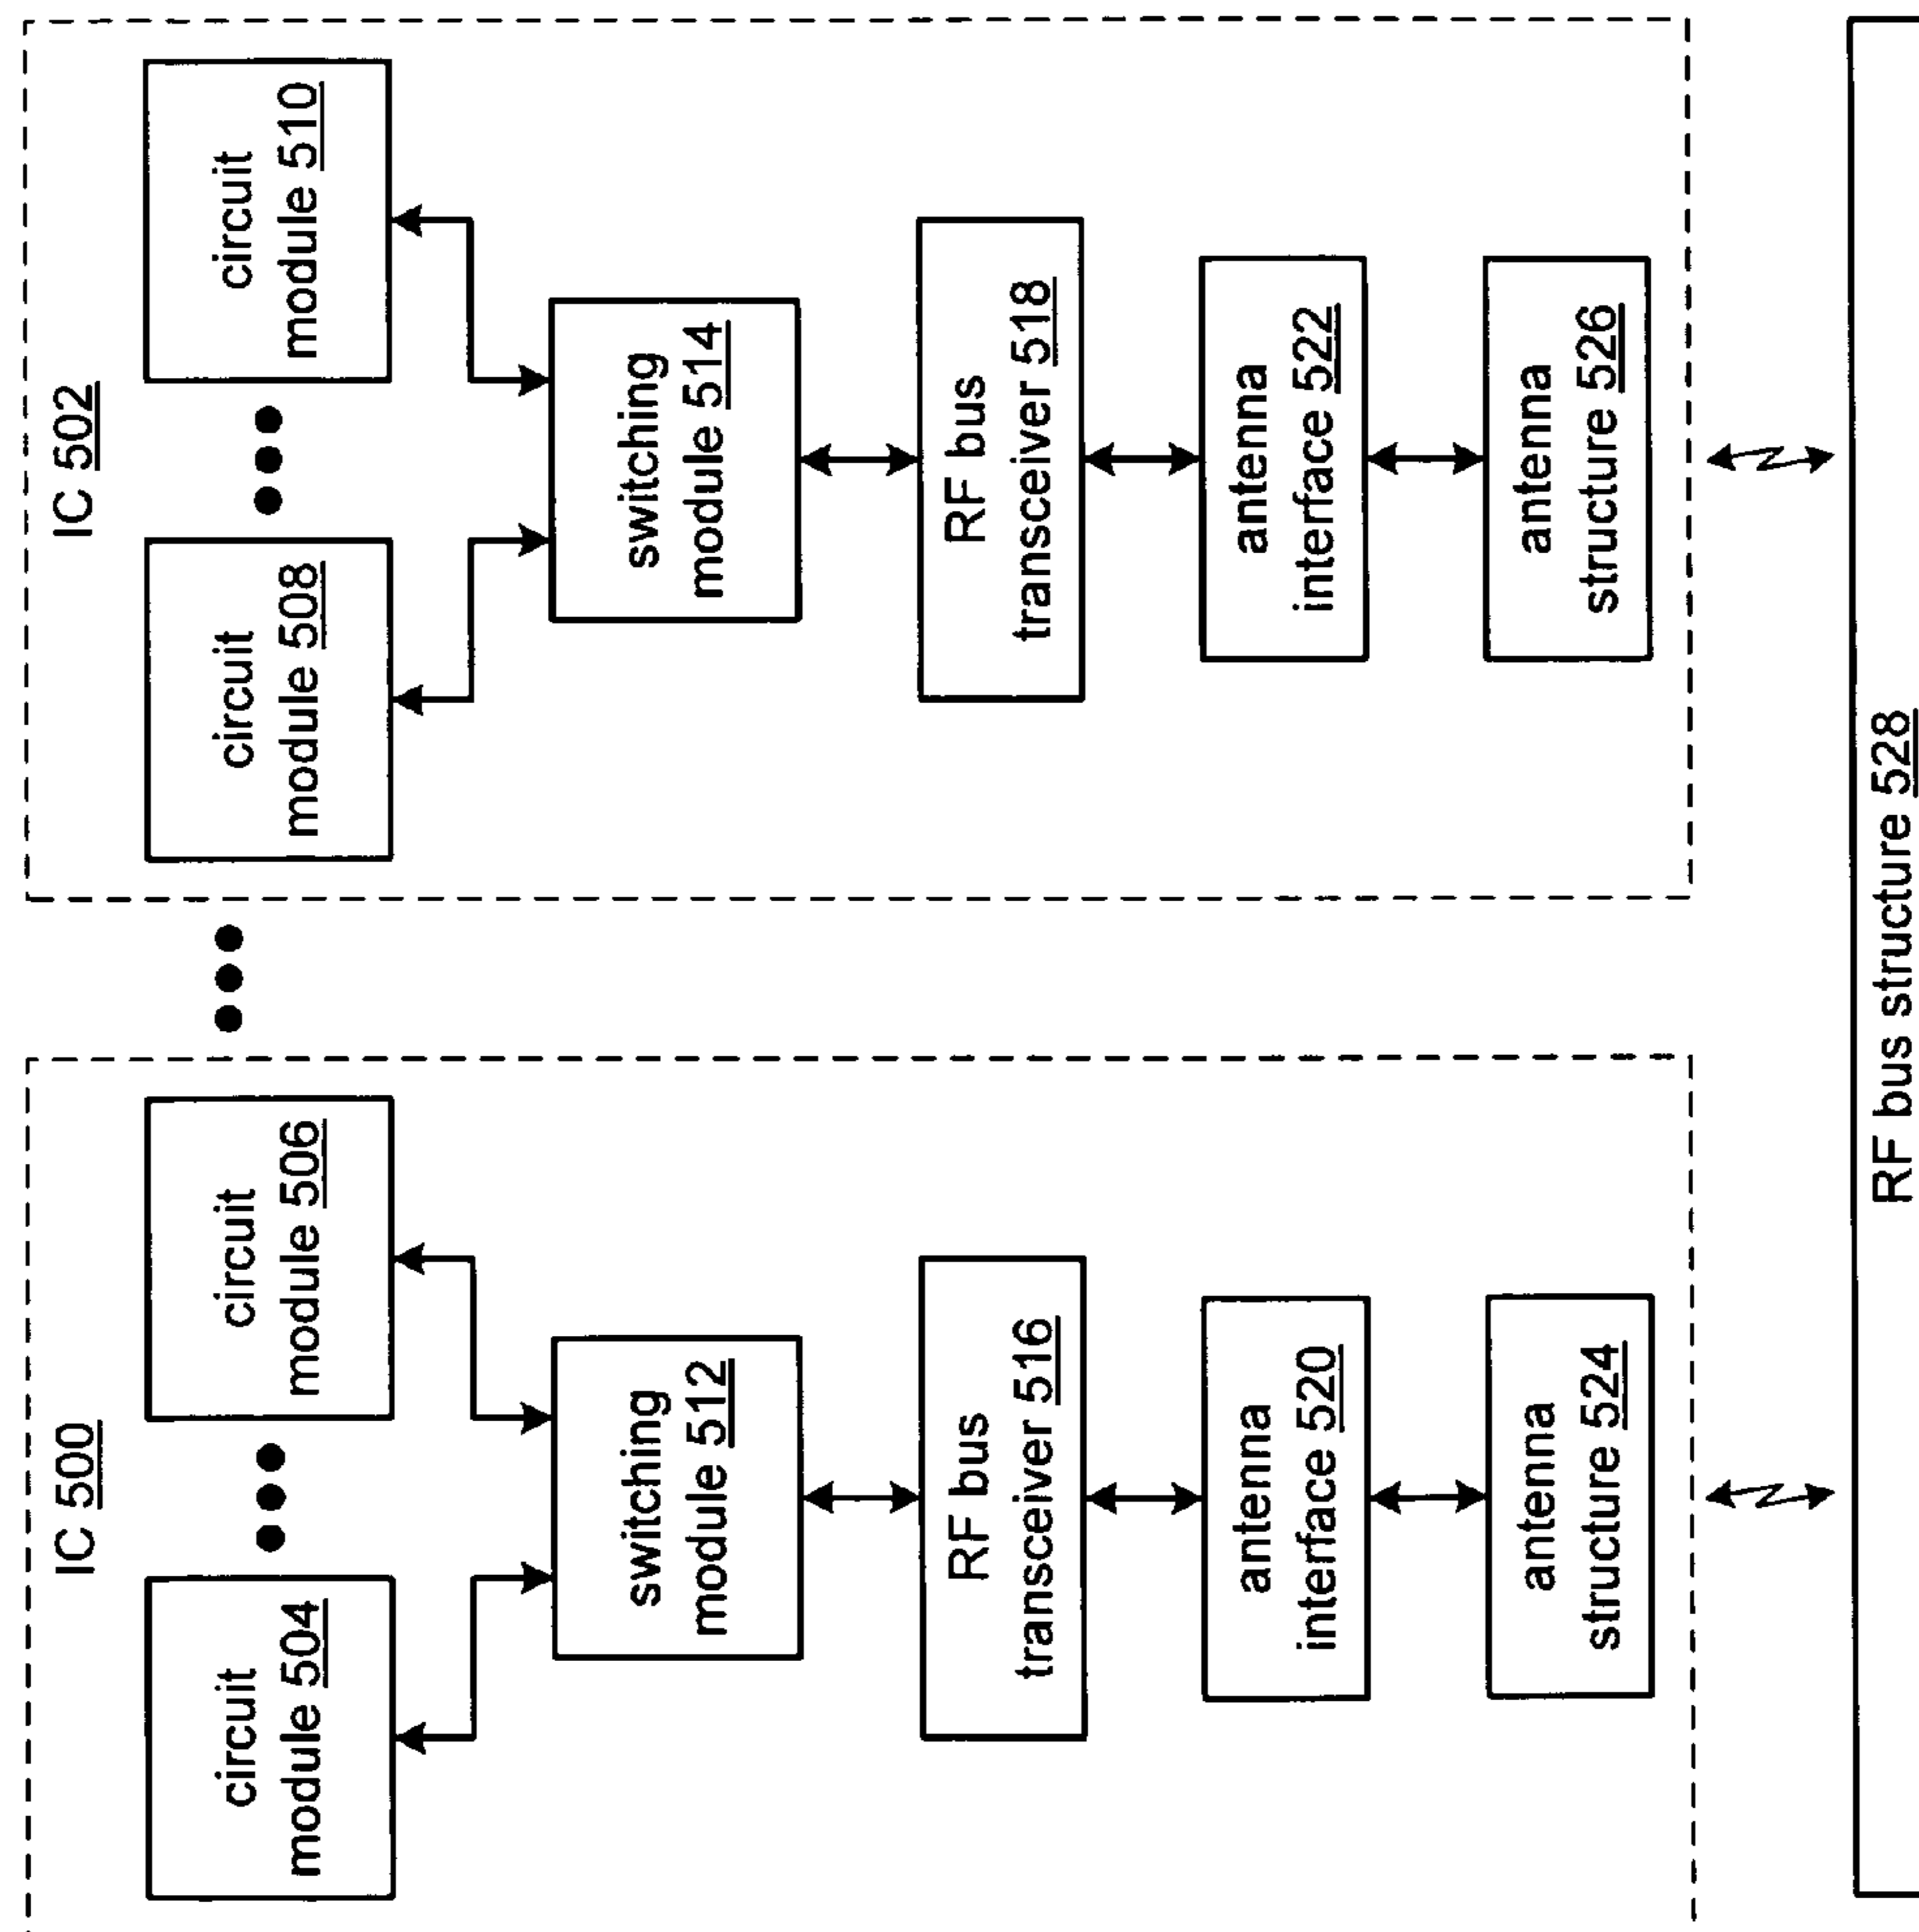 IC 500
circuit
module 504
circuit
module 506
switching
module 512
RF bus
transceiver 516
antenna
interface 520
antenna
structure 524
IC 502
circuit
module 508
circuit
module 510
switching
module 514
RF bus
transceiver 518
antenna
interface 522
antenna
structure 526
RF bus structure 528